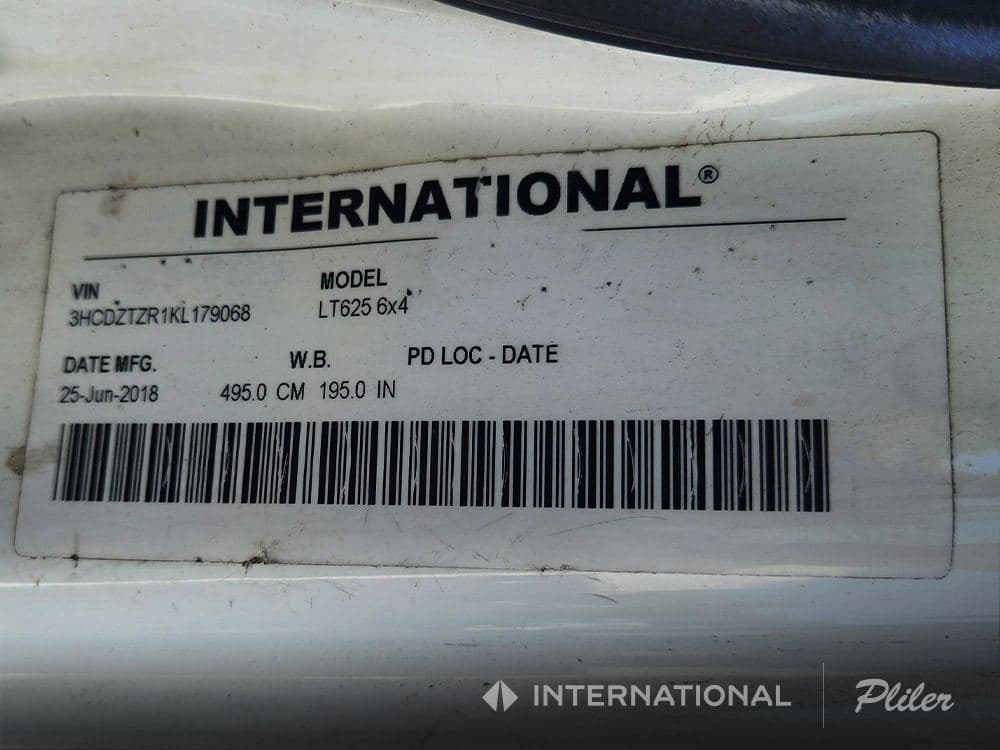 INTERNATIONAL®
VIN MODEL
3HCDZTZR1KL179068 LT625 6x4
DATE MFG. W.B. PD LOC - DATE
25-Jun-2018 495.0 CM 195.0 IN
INTERNATIONAL Pliler